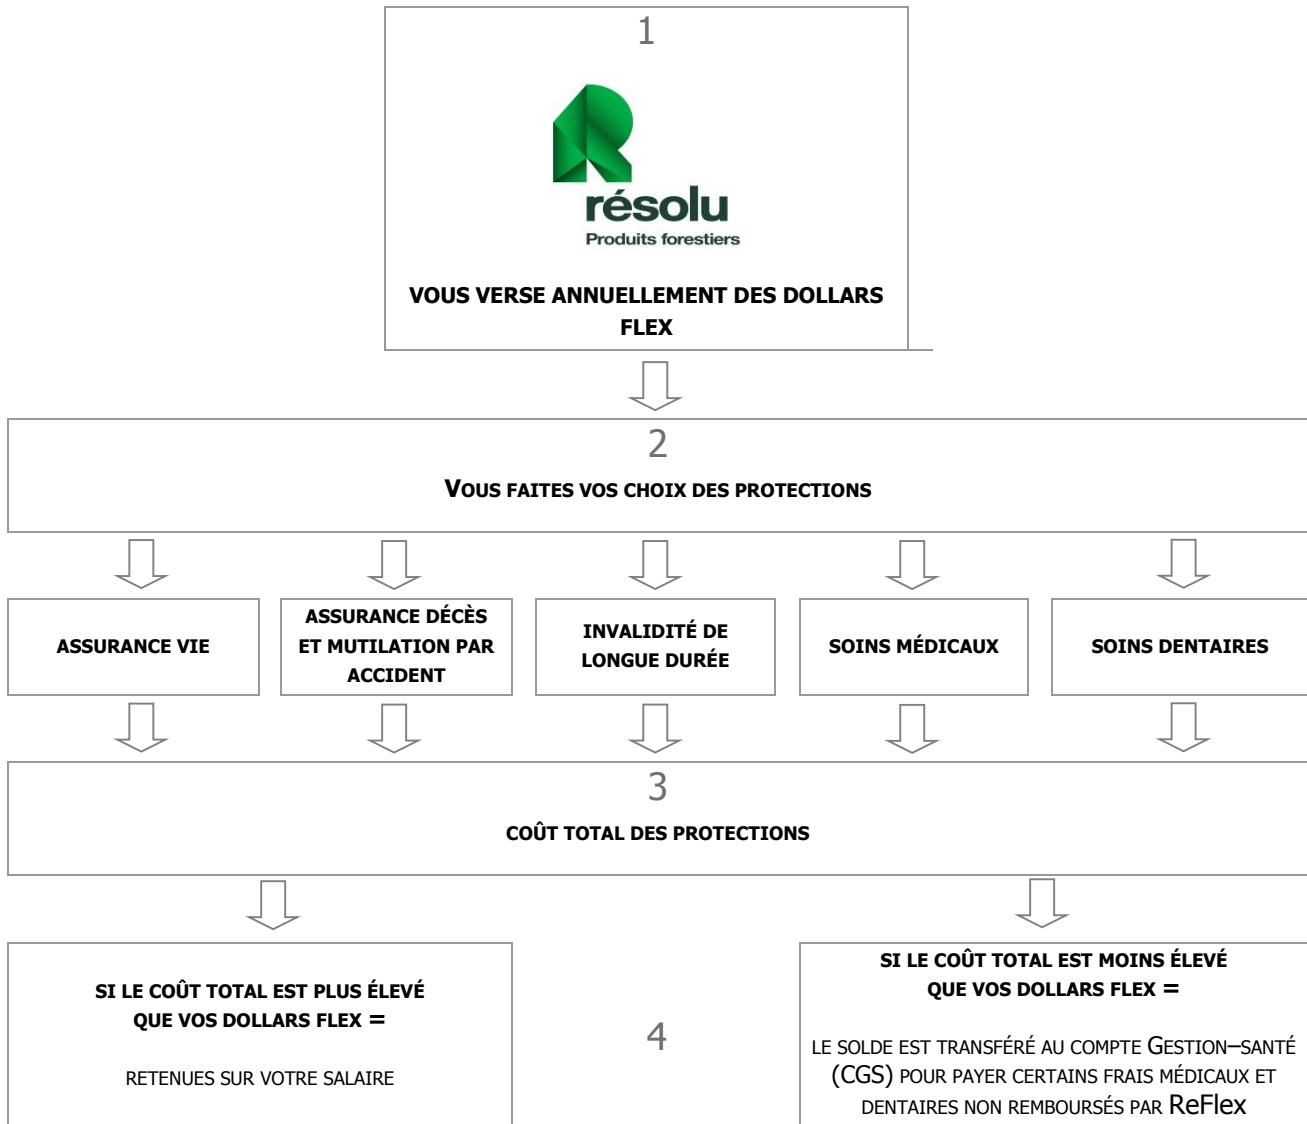 1
résolu
Produits forestiers
VOUS VERSE ANNUELLEMENT DES DOLLARS
FLEX
2
VOUS FAITES VOS CHOIX DES PROTECTIONS
ASSURANCE VIE
ASSURANCE DÉCÈS
ET MUTILATION PAR
ACCIDENT
INVALIDITÉ DE
LONGUE DURÉE
SOINS MÉDICAUX
SOINS DENTAIRES
3
COÛT TOTAL DES PROTECTIONS
SI LE COÛT TOTAL EST PLUS ÉLEVÉ
QUE VOS DOLLARS FLEX =
RETENUES SUR VOTRE SALAIRE
4
SI LE COÛT TOTAL EST MOINS ÉLEVÉ
QUE VOS DOLLARS FLEX =
LE SOLDE EST TRANSFÉRÉ AU COMPTE GESTION–SANTÉ
(CGS) POUR PAYER CERTAINS FRAIS MÉDICAUX ET
DENTAIRES NON REMBOURSÉS PAR ReFlex